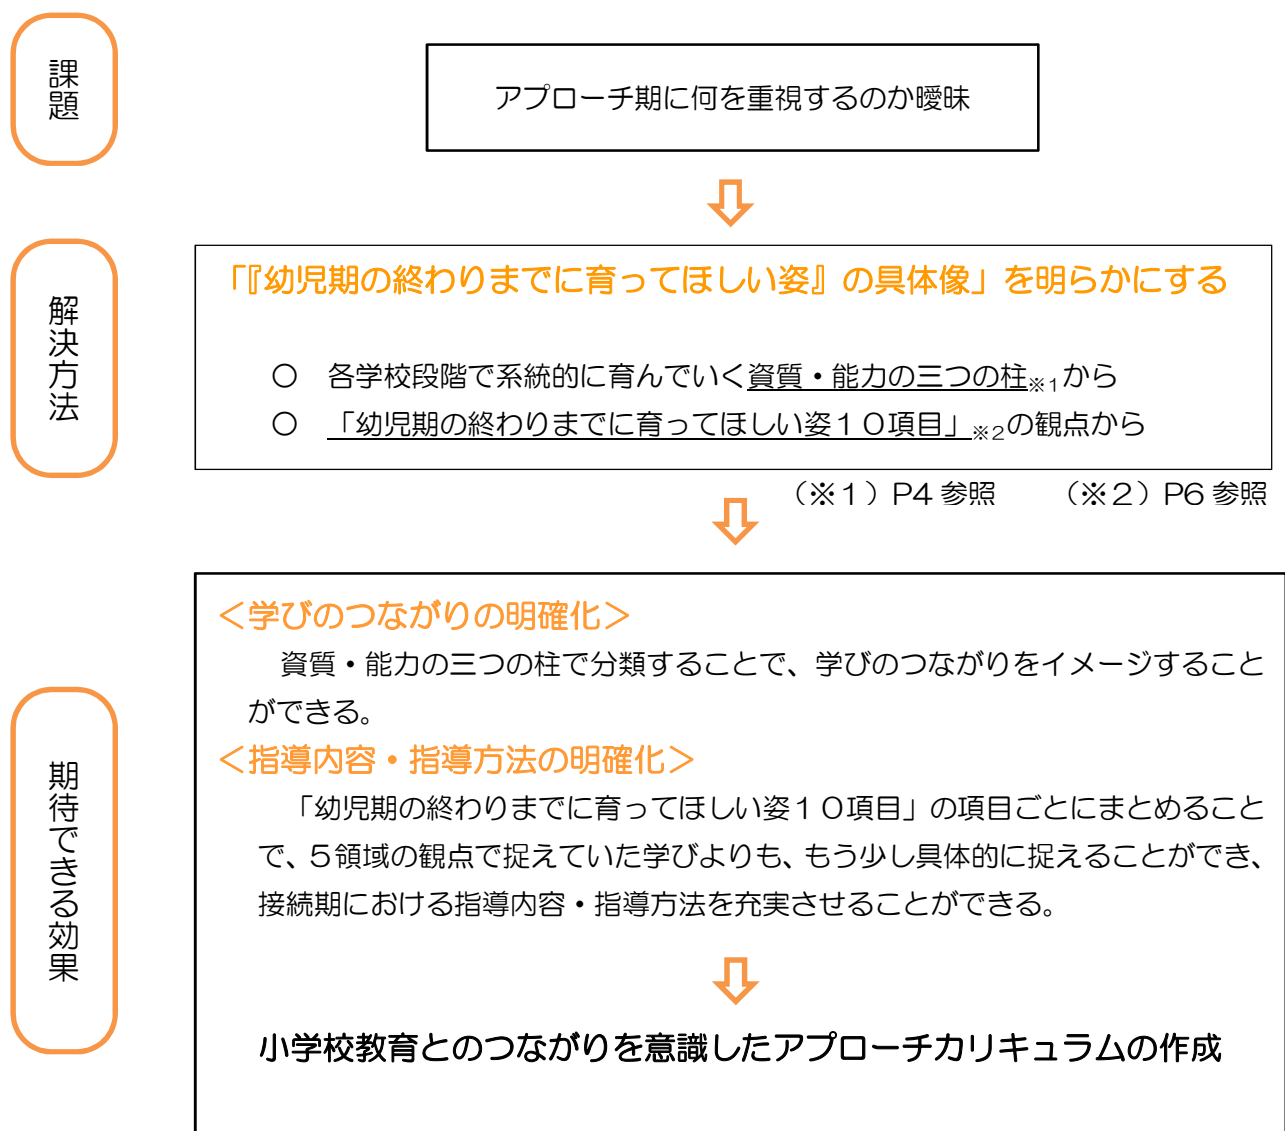 課題
アプローチ期に何を重視するのか曖昧
解決方法
「『幼児期の終わりまでに育ってほしい姿』の具体像」を明らかにする
○　各学校段階で系統的に育んでいく資質・能力の三つの柱※1から
○　「幼児期の終わりまでに育ってほしい姿１０項目」※2の観点から
（※１）P4参照　　（※２）P6参照
期待できる効果
＜学びのつながりの明確化＞
資質・能力の三つの柱で分類することで、学びのつながりをイメージすること
ができる。
＜指導内容・指導方法の明確化＞
「幼児期の終わりまでに育ってほしい姿１０項目」の項目ごとにまとめること
で、５領域の観点で捉えていた学びよりも、もう少し具体的に捉えることができ、
接続期における指導内容・指導方法を充実させることができる。
小学校教育とのつながりを意識したアプローチカリキュラムの作成